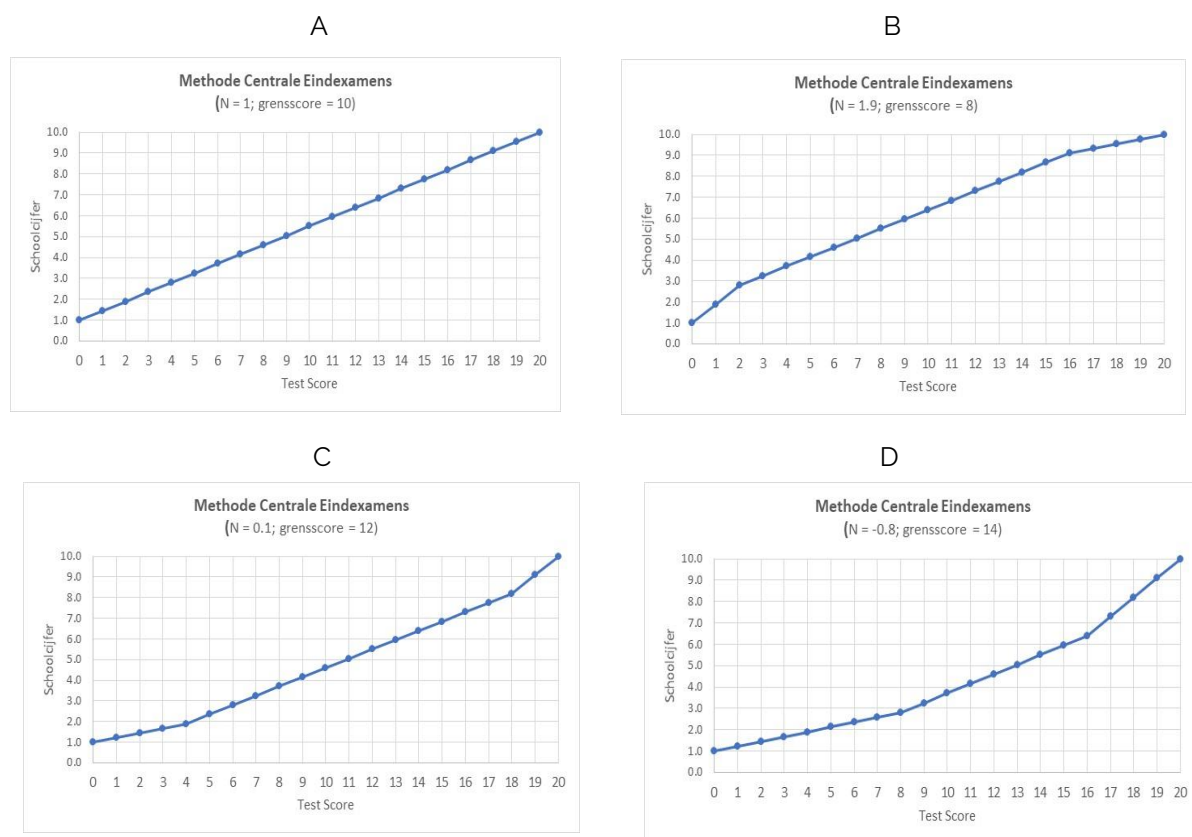 A
Methode Centrale Eindexamens
(N = 1; grensscore = 10)
10.0
9.0
8.0
7.0
6.0
5.0
4.0
3.0
2.0
1.0
0.0
Schoolcijfer
0 1 2 3 4 5 6 7 8 9 10 11 12 13 14 15 16 17 18 19 20
Test Score
B
Methode Centrale Eindexamens
(N = 1.9; grensscore = 8)
10.0
9.0
8.0
7.0
6.0
5.0
4.0
3.0
2.0
1.0
0.0
Schoolcijfer
0 1 2 3 4 5 6 7 8 9 10 11 12 13 14 15 16 17 18 19 20
Test Score
C
Methode Centrale Eindexamens
(N = 0.1; grensscore = 12)
10.0
9.0
8.0
7.0
6.0
5.0
4.0
3.0
2.0
1.0
0.0
Schoolcijfer
0 1 2 3 4 5 6 7 8 9 10 11 12 13 14 15 16 17 18 19 20
Test Score
D
Methode Centrale Eindexamens
(N = -0.8; grensscore = 14)
10.0
9.0
8.0
7.0
6.0
5.0
4.0
3.0
2.0
1.0
0.0
Schoolcijfer
0 1 2 3 4 5 6 7 8 9 10 11 12 13 14 15 16 17 18 19 20
Test Score